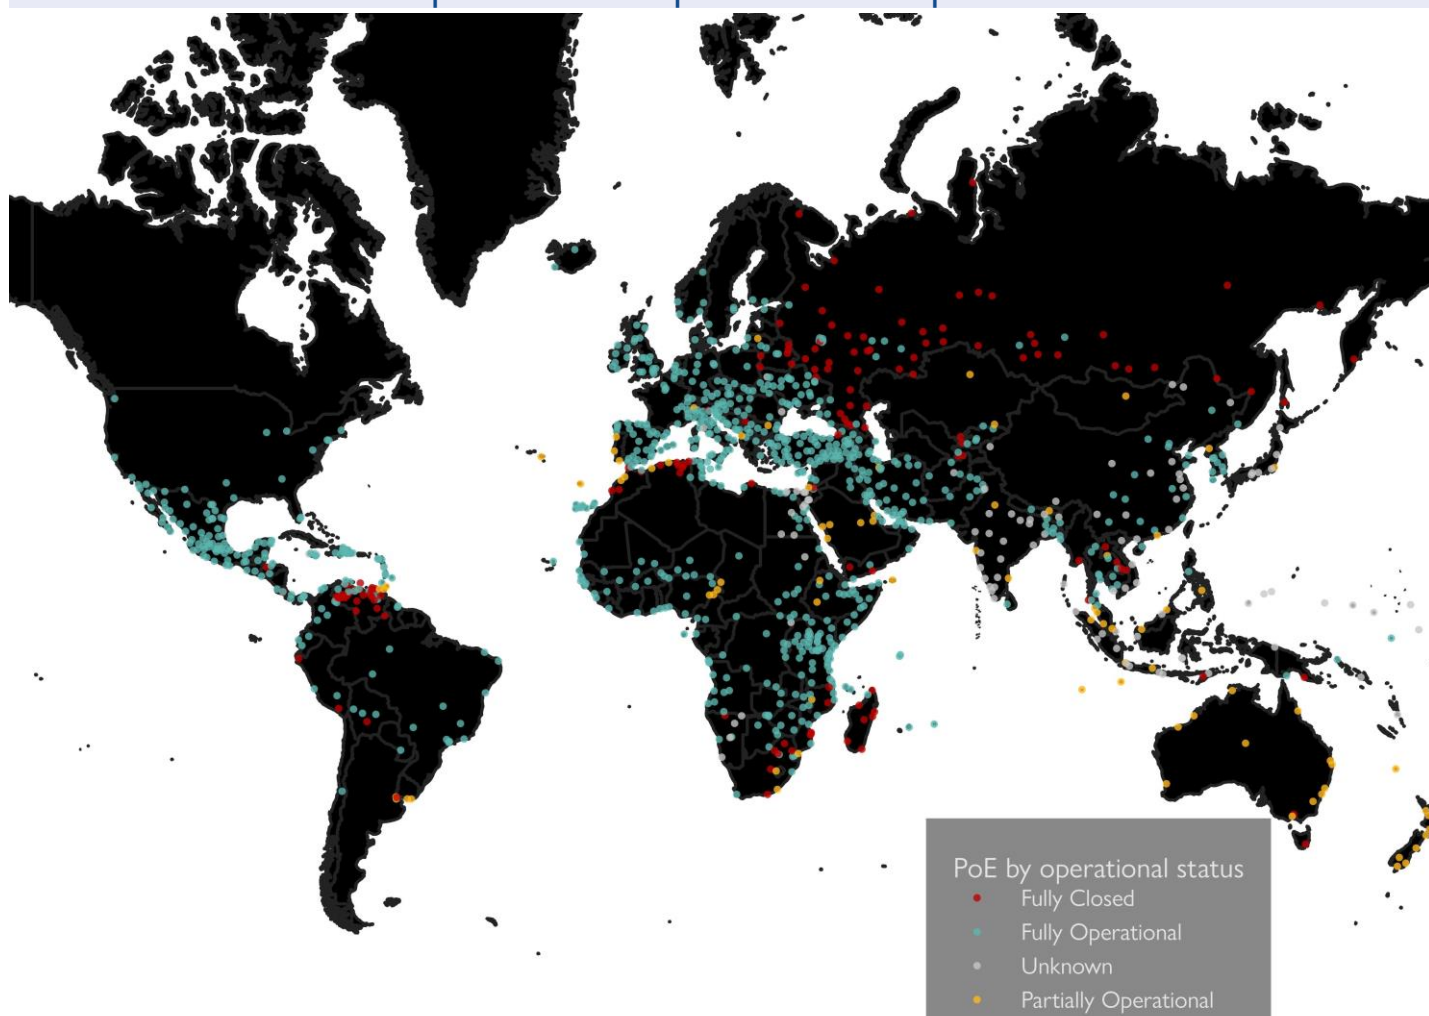 PoE by operational status
Fully Closed
Fully Operational
Unknown
Partially Operational